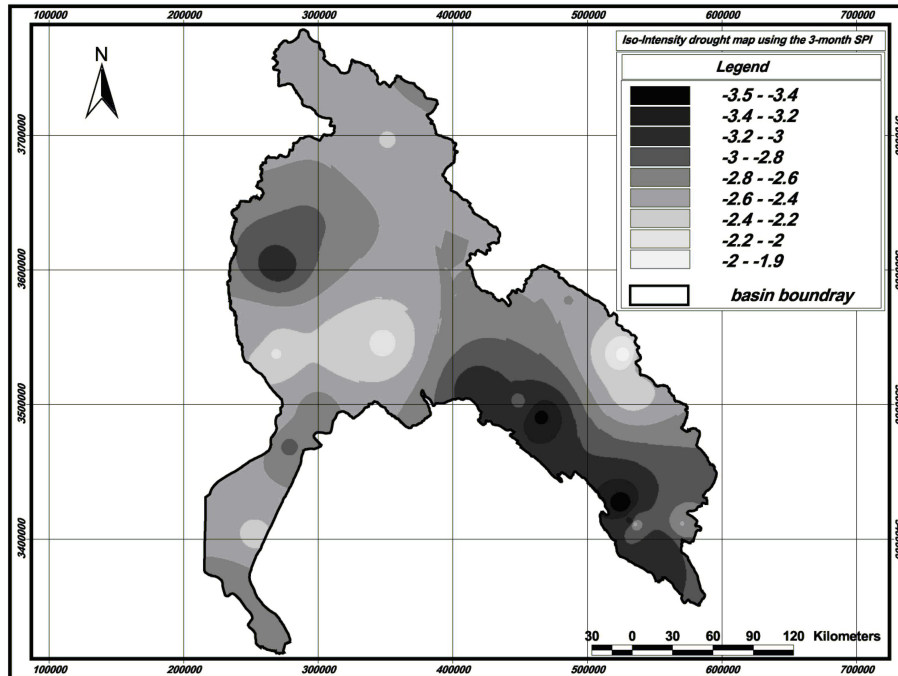 100000 200000 300000 400000 500000 600000 700000
Iso-Intensity drought map using the 3-month SPI
Legend
-3.5 - -3.4
-3.4 - -3.2
-3.2 - -3
-3 - -2.8
-2.8 - -2.6
-2.6 - -2.4
-2.4 - -2.2
-2.2 - -2
-2 - -1.9
basin boundray
N
3700000
3600000
3500000
3400000
30 0 30 60 90 120 Kilometers
100000 200000 300000 400000 500000 600000 700000